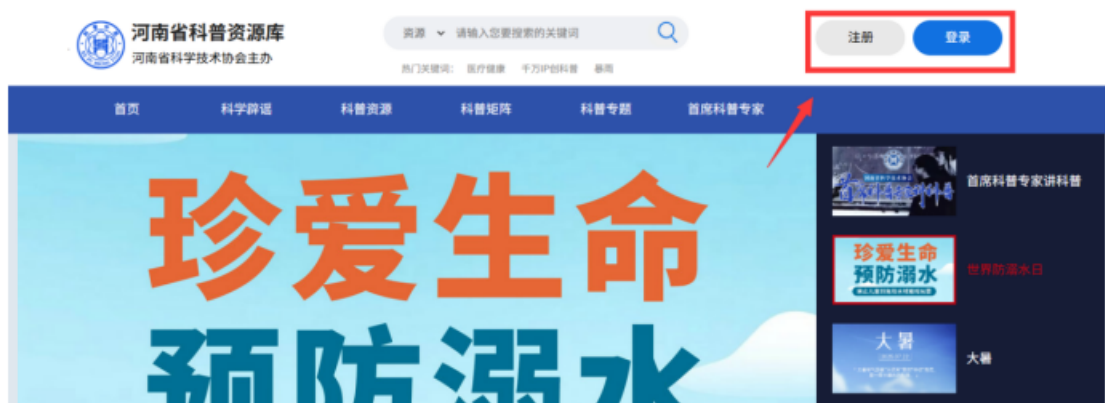 河南省科普资源库
河南省科学技术协会主办
资源 请输入您要搜索的关键词
热门关键词: 医疗健康 千万IP创科普 暴雨
注册 登录
首页 科学辟谣 科普资源 科普矩阵 科普专题 首席科普专家
珍爱生命
预防溺水
首席科普专家讲科普
珍爱生命
预防溺水
世界防溺水日
大暑
大暑